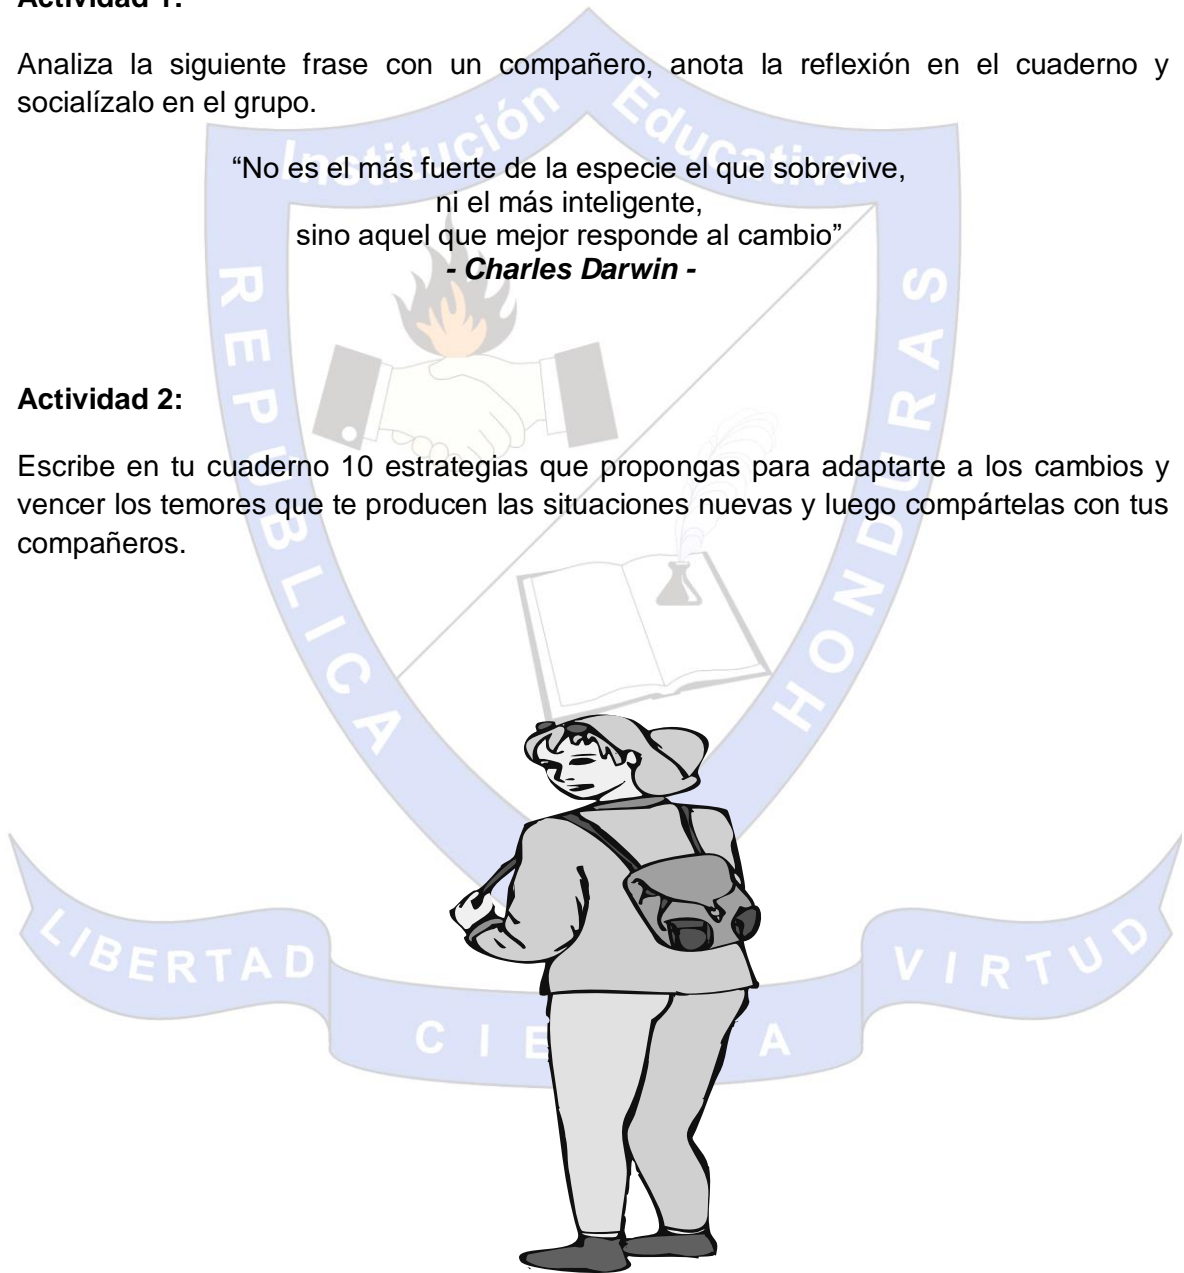 Actividad 1:
Analiza la siguiente frase con un compañero, anota la reflexión en el cuaderno y
socialízalo en el grupo.
Institución Educativa
“No es el más fuerte de la especie el que sobrevive,
ni el más inteligente,
sino aquel que mejor responde al cambio”
- Charles Darwin -
REPUBLICA
HONDURAS
Actividad 2:
Escribe en tu cuaderno 10 estrategias que propongas para adaptarte a los cambios y
vencer los temores que te producen las situaciones nuevas y luego compártelas con tus
compañeros.
LIBERTAD
VIRTUD